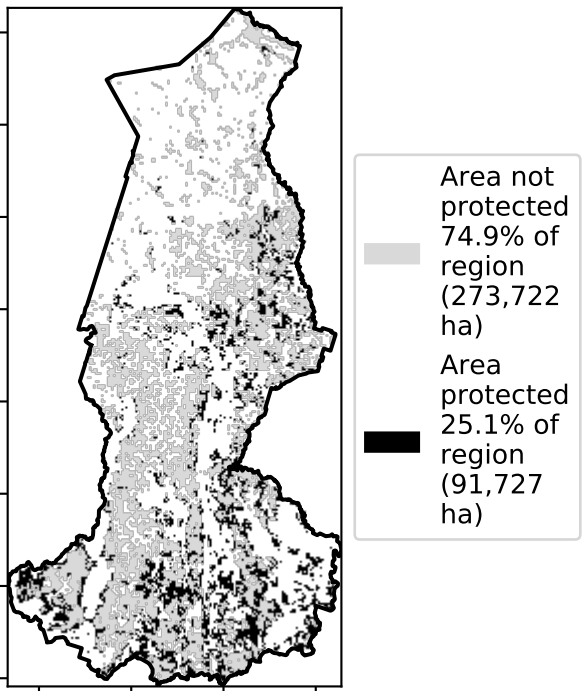 Area not
protected
74.9% of
region
(273,722
ha)
Area
protected
25.1% of
region
(91,727
ha)